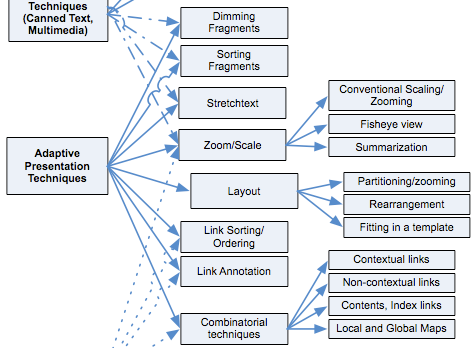 Techniques
(Canned Text,
Multimedia)
Dimming
Fragments
Sorting
Fragments
Stretchtext
Zoom/Scale
Conventional Scaling/
Zooming
Fisheye view
Summarization
Adaptive
Presentation
Techniques
Layout
Partitioning/zooming
Rearrangement
Fitting in a template
Link Sorting/
Ordering
Link Annotation
Combinatorial
techniques
Contextual links
Non-contextual links
Contents, Index links
Local and Global Maps